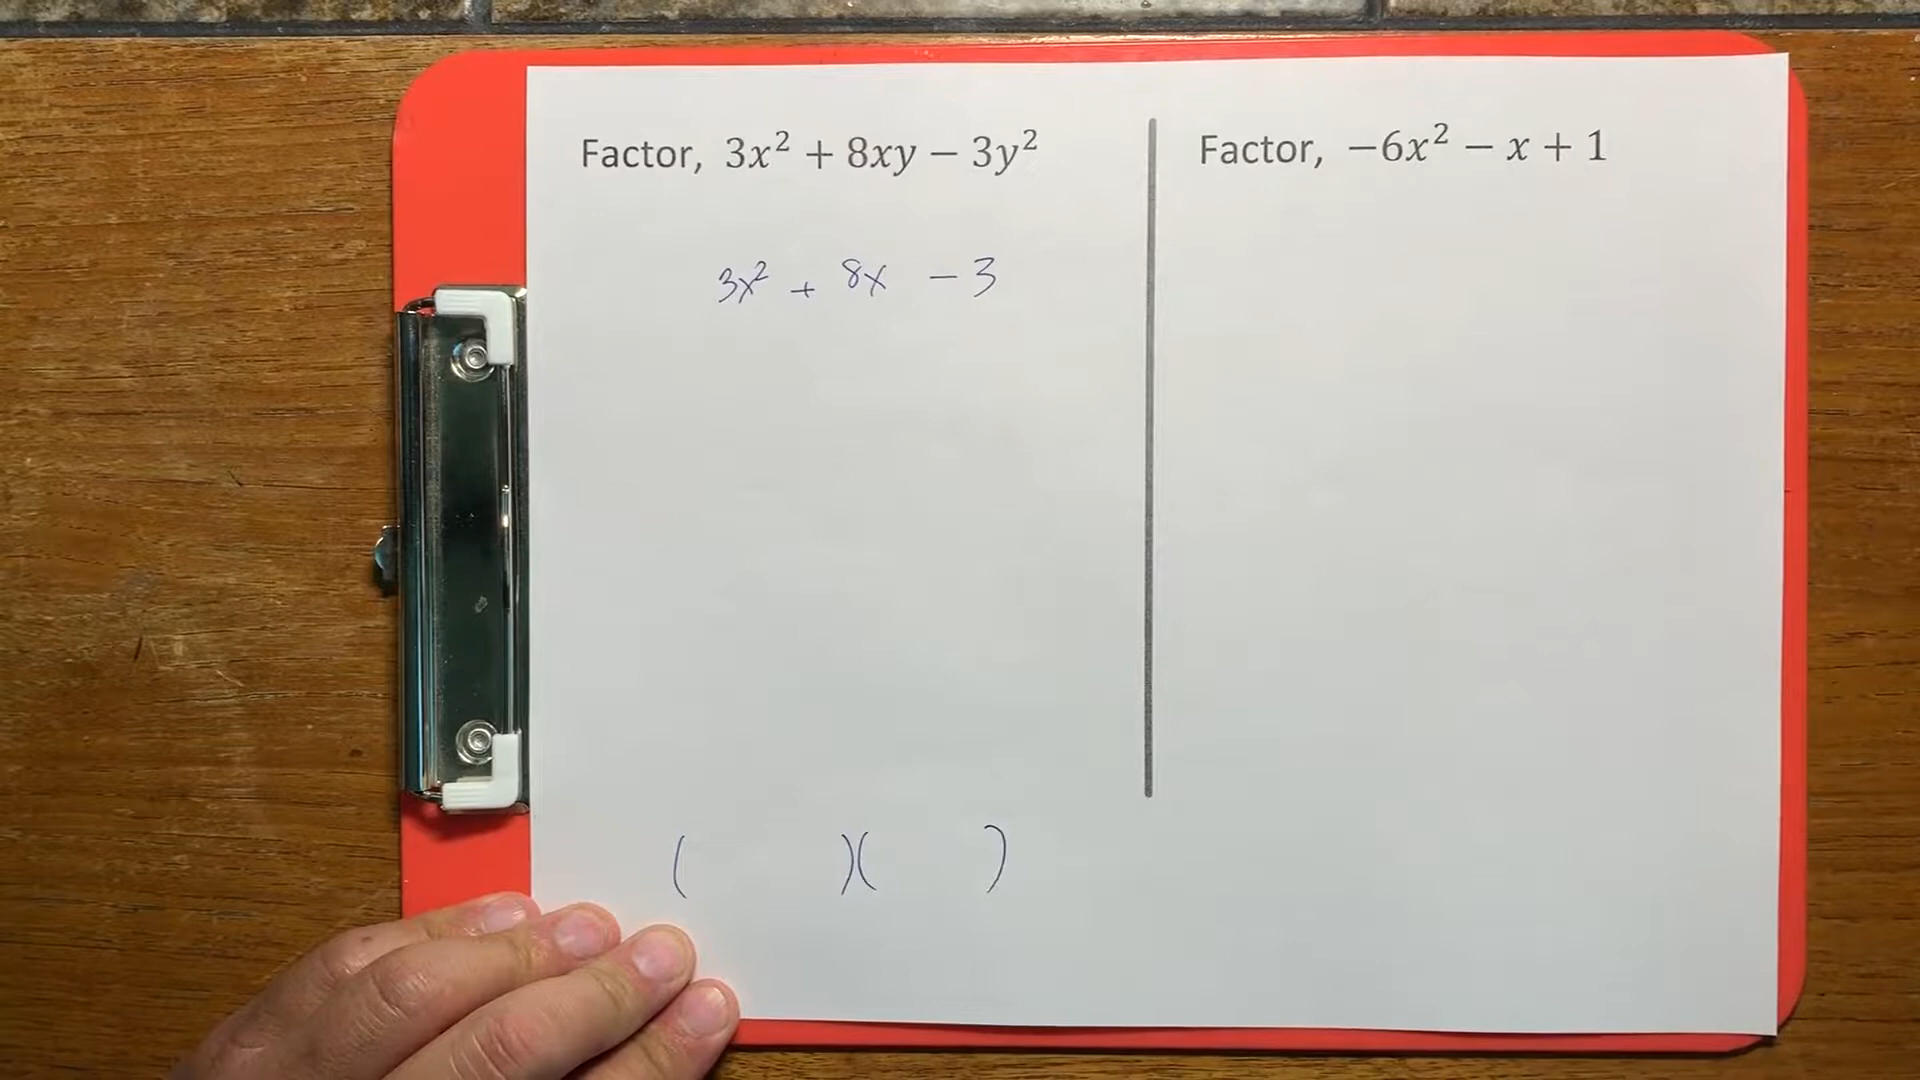 Factor, 3x² + 8xy − 3y²
3x² + 8x − 3
( )( )
Factor, −6x² − x + 1